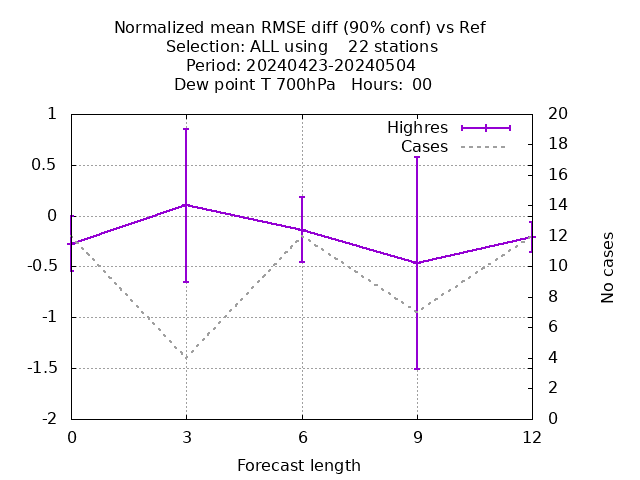 Normalized mean RMSE diff (90% conf) vs Ref
Selection: ALL using    22 stations
Period: 20240423-20240504
Dew point T 700hPa   Hours:  00
Highres
Cases
1
0.5
0
-0.5
-1
-1.5
-2
20
18
16
14
12
10
8
6
4
2
0
No cases
0 3 6 9 12
Forecast length